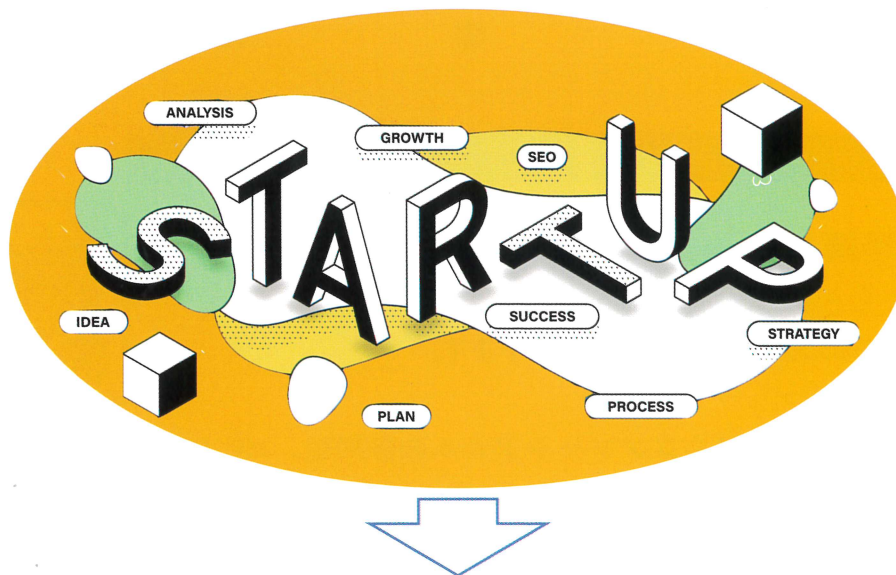 ANALYSIS
GROWTH
SEO
STARTUP
IDEA
SUCCESS
STRATEGY
PLAN
PROCESS